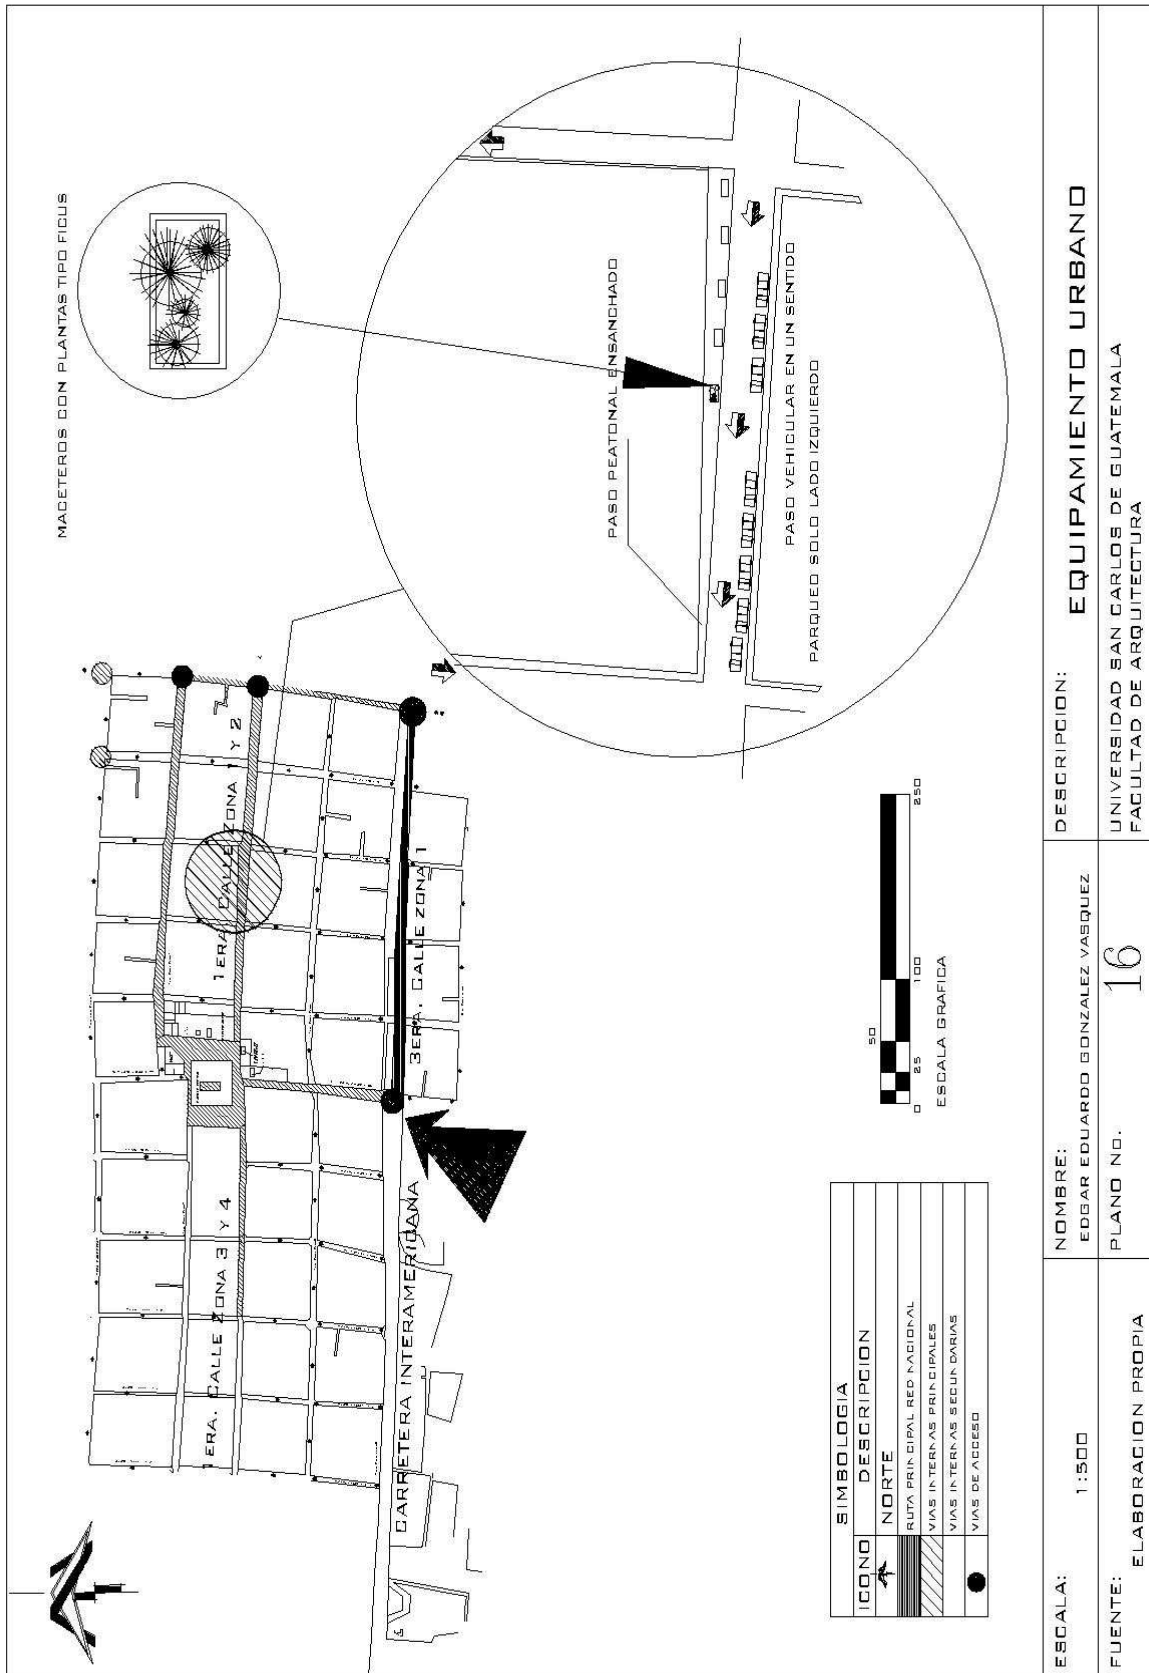 MACETEROS CON PLANTAS TIPO FICUS
PASO PEATONAL ENSANCHADO
PASO VEHICULAR EN UN SENTIDO
PARQUEO SOLO LADO IZQUIERDO
1ERA. CALLE ZONA 1 Y 2
1ERA. CALLE ZONA 3 Y 4
3ERA. CALLE ZONA 1
CARRETERA INTERAMERICANA
SIMBOLOGIA
ICONO DESCRIPCION
NORTE
RUTA PRINCIPAL RED NACIONAL
VIAS INTERNAS PRINCIPALES
VIAS INTERNAS SECUNDARIAS
VIAS DE ACCESO
50
0 25 100 250
ESCALA GRAFICA
ESCALA:
1:500
NOMBRE:
EDGAR EDUARDO GONZALEZ VASQUEZ
DESCRIPCION:
EQUIPAMIENTO URBANO
FUENTE:
ELABORACION PROPIA
PLANO No. 16
UNIVERSIDAD SAN CARLOS DE GUATEMALA
FACULTAD DE ARQUITECTURA